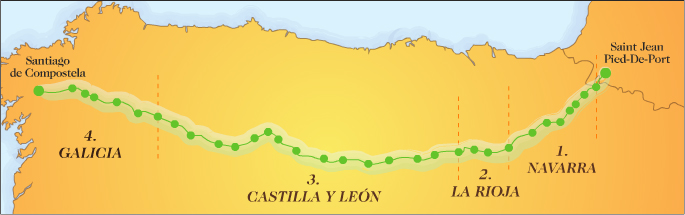 Santiago
de Compostela
Saint Jean
Pied-De-Port
4.
GALICIA
3.
CASTILLA Y LEÓN
2.
LA RIOJA
1.
NAVARRA